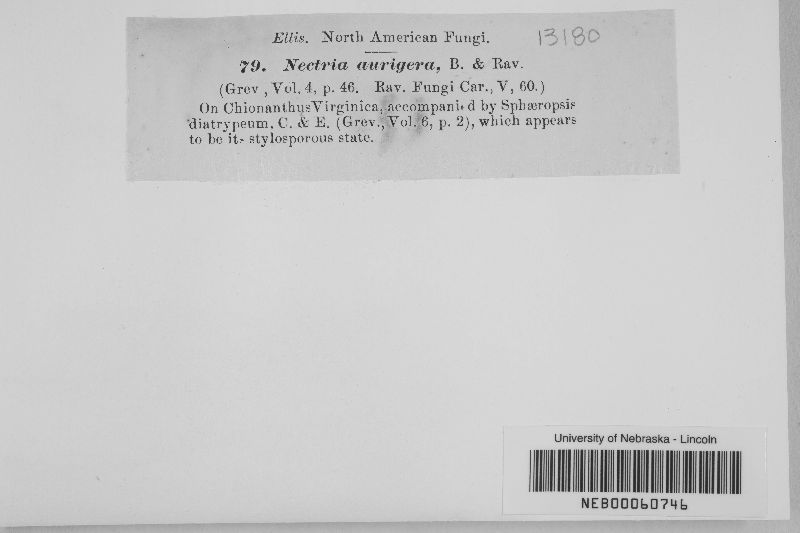 Ellis. North American Fungi. 13180
79. Nectria aurigera, B. & Rav.
(Grev., Vol. 4, p. 46. Rav. Fungi Car., V, 60.)
On Chionanthus Virginica, accompanied by Sphæropsis
diatrypeum, C. & E. (Grev., Vol. 6, p. 2), which appears
to be its stylosporous state.
University of Nebraska - Lincoln
NEB00060746